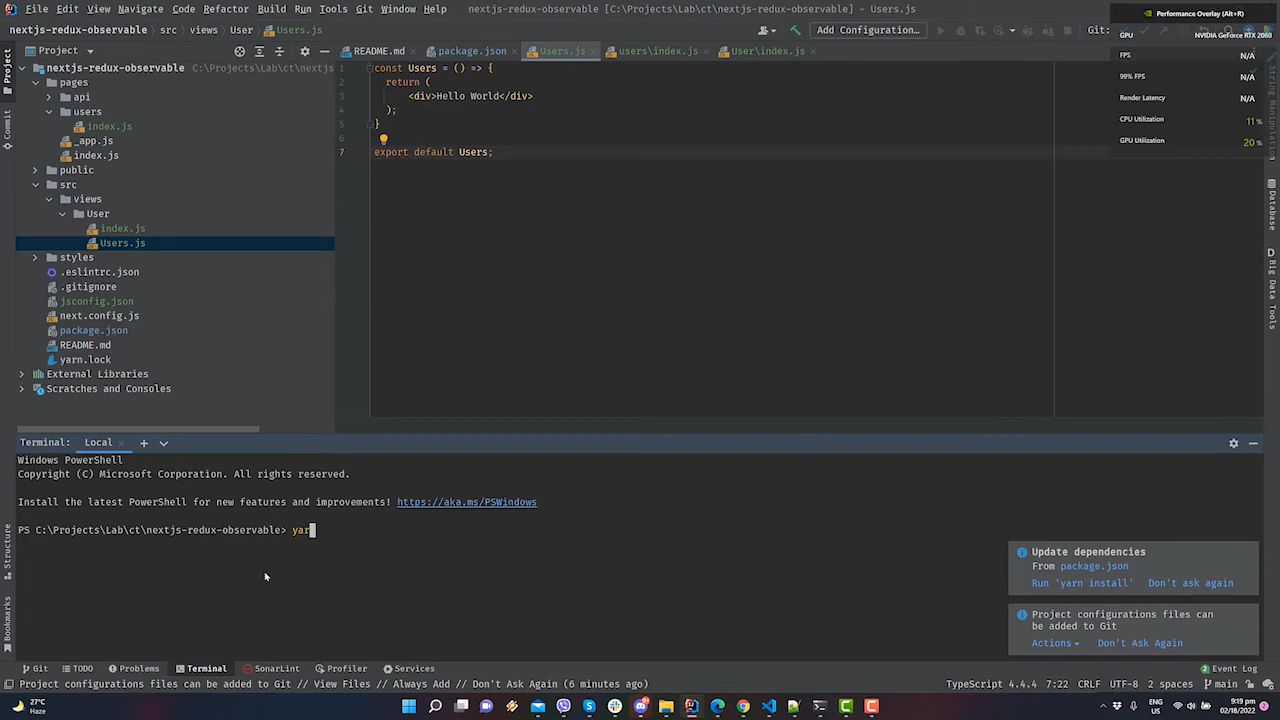 File Edit View Navigate Code Refactor Build Run Tools Git Window Help nextjs-redux-observable [C:\Projects\Lab\ct\nextjs-redux-observable] - Users.js
Performance Overlay (Alt+R)
nextjs-redux-observable src views User Users.js
Add Configuration...
Git:
GPU NVIDIA GeForce RTX 2060
FPS N/A
99% FPS N/A
Render Latency N/A
CPU Utilization 11 %
GPU Utilization 20 %
Project
README.md package.json Users.js users\index.js User\index.js
nextjs-redux-observable C:\Projects\Lab\ct\nextjs
pages
api
users
index.js
_app.js
index.js
public
src
views
User
index.js
Users.js
styles
.eslintrc.json
.gitignore
jsconfig.json
next.config.js
package.json
README.md
yarn.lock
External Libraries
Scratches and Consoles
1 const Users = () => {
2 return (
3 <div>Hello World</div>
4 );
5 }
6
7 export default Users;
Project
Commit
Structure
Bookmarks
String Manipulation
Database
Big Data Tools
Terminal: Local
Windows PowerShell
Copyright (C) Microsoft Corporation. All rights reserved.
Install the latest PowerShell for new features and improvements! https://aka.ms/PSWindows
PS C:\Projects\Lab\ct\nextjs-redux-observable> yar
Update dependencies
From package.json
Run 'yarn install' Don't ask again
Project configurations files can
be added to Git
Actions Don't Ask Again
Git TODO Problems Terminal SonarLint Profiler Services
2 Event Log
Project configurations files can be added to Git // View Files // Always Add // Don't Ask Again (6 minutes ago)
TypeScript 4.4.4 7:22 CRLF UTF-8 2 spaces main
27°C
Haze
ENG
US
9:19 pm
02/18/2022